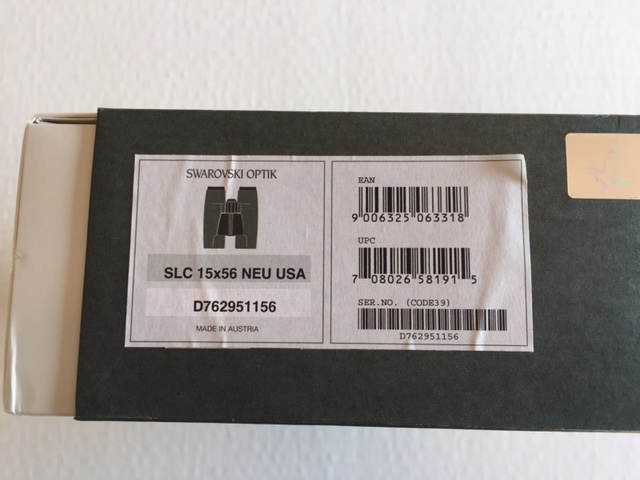 SWAROVSKI OPTIK
SLC 15x56 NEU USA
D762951156
MADE IN AUSTRIA
EAN
9 006325 063318
UPC
7 08026 58191 5
SER.NO. (CODE39)
D762951156